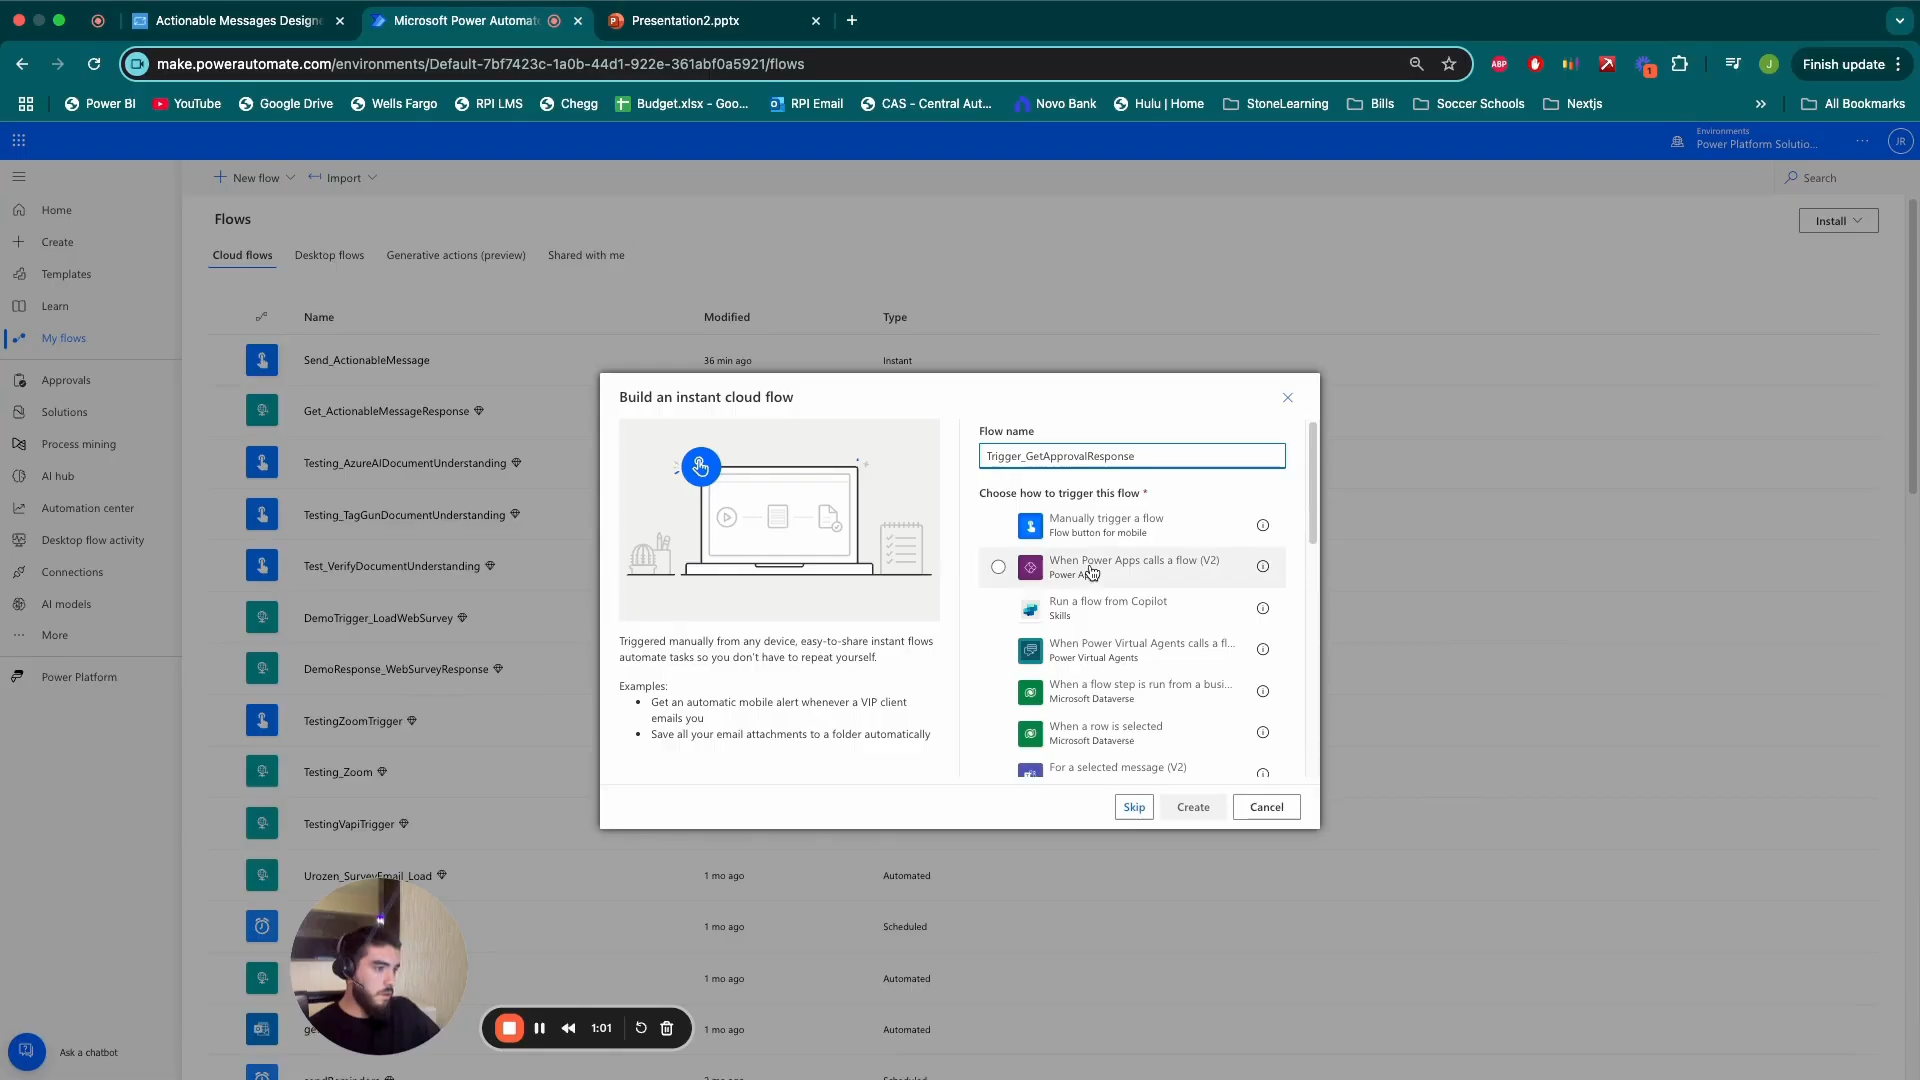 Actionable Messages Designe
Microsoft Power Automat
Presentation2.pptx
make.powerautomate.com/environments/Default-7bf7423c-1a0b-44d1-922e-361abf0a5921/flows
ABP
1
J
Finish update
Power BI
YouTube
Google Drive
Wells Fargo
RPI LMS
Chegg
Budget.xlsx - Goo...
RPI Email
CAS - Central Aut...
Novo Bank
Hulu | Home
StoneLearning
Bills
Soccer Schools
Nextjs
All Bookmarks
Environments
Power Platform Solutio...
JR
New flow
Import
Search
Home
Create
Templates
Learn
My flows
Approvals
Solutions
Process mining
AI hub
Automation center
Desktop flow activity
Connections
AI models
More
Power Platform
Ask a chatbot
Flows
Install
Cloud flows
Desktop flows
Generative actions (preview)
Shared with me
Name Modified Type
Send_ActionableMessage 36 min ago Instant
Get_ActionableMessageResponse
Testing_AzureAIDocumentUnderstanding
Testing_TagGunDocumentUnderstanding
Test_VerifyDocumentUnderstanding
DemoTrigger_LoadWebSurvey
DemoResponse_WebSurveyResponse
TestingZoomTrigger
Testing_Zoom
TestingVapiTrigger
Urozen_SurveyEmail_Load 1 mo ago Automated
1 mo ago Scheduled
1 mo ago Automated
1 mo ago Automated
Build an instant cloud flow
Triggered manually from any device, easy-to-share instant flows
automate tasks so you don't have to repeat yourself.
Examples:
Get an automatic mobile alert whenever a VIP client
emails you
Save all your email attachments to a folder automatically
Flow name
Trigger_GetApprovalResponse
Choose how to trigger this flow *
Manually trigger a flow
Flow button for mobile
When Power Apps calls a flow (V2)
Power A
Run a flow from Copilot
Skills
When Power Virtual Agents calls a fl...
Power Virtual Agents
When a flow step is run from a busi...
Microsoft Dataverse
When a row is selected
Microsoft Dataverse
For a selected message (V2)
Skip
Create
Cancel
1:01